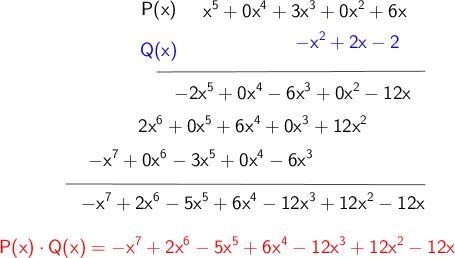 P(x) x⁵ + 0x⁴ + 3x³ + 0x² + 6x
Q(x) −x² + 2x − 2
−2x⁵ + 0x⁴ − 6x³ + 0x² − 12x
2x⁶ + 0x⁵ + 6x⁴ + 0x³ + 12x²
−x⁷ + 0x⁶ − 3x⁵ + 0x⁴ − 6x³
−x⁷ + 2x⁶ − 5x⁵ + 6x⁴ − 12x³ + 12x² − 12x
P(x) · Q(x) = −x⁷ + 2x⁶ − 5x⁵ + 6x⁴ − 12x³ + 12x² − 12x